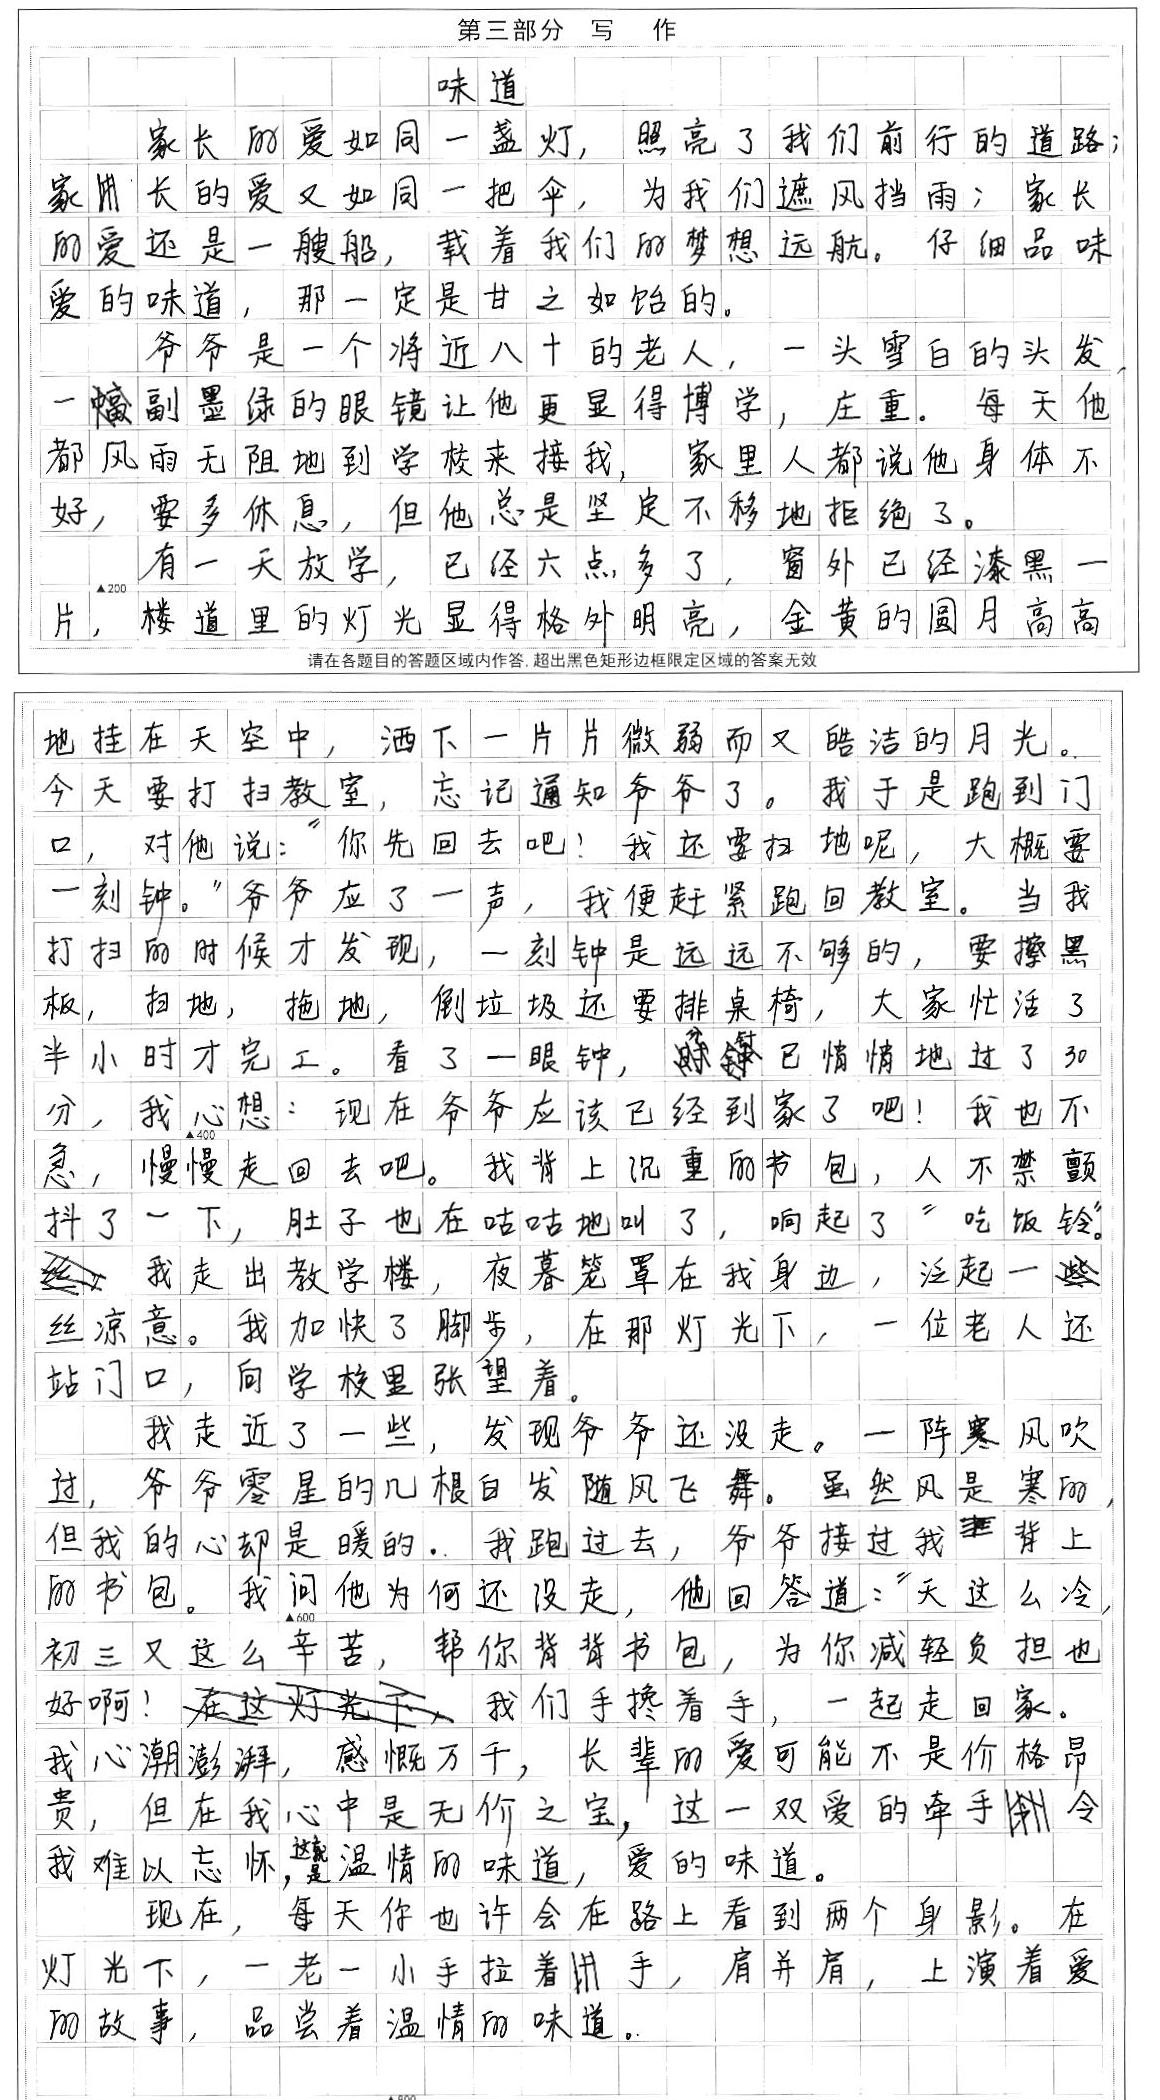 第三部分 写 作
味道
家长的爱如同一盏灯，照亮了我们前行的道路；
家长的爱又如同一把伞，为我们遮风挡雨；家长
的爱还是一艘船，载着我们的梦想远航。仔细品味
爱的味道，那一定是甘之如饴的。
爷爷是一个将近八十的老人，一头雪白的头发，
一副墨绿的眼镜让他更显得博学，庄重。每天他
都风雨无阻地到学校来接我，家里人都说他身体不
好，要多休息，但他总是坚定不移地拒绝了。
有一天放学，已经六点多了，窗外已经漆黑一
▲200
片，楼道里的灯光显得格外明亮，金黄的圆月高高
请在各题目的答题区域内作答,超出黑色矩形边框限定区域的答案无效
地挂在天空中，洒下一片片微弱而又皓洁的月光。
今天要打扫教室，忘记通知爷爷了。我于是跑到门
口，对他说：“你先回去吧！我还要扫地呢，大概要
一刻钟。”爷爷应了一声，我便赶紧跑回教室。当我
打扫的时候才发现，一刻钟是远远不够的，要擦黑
板，扫地，拖地，倒垃圾还要排桌椅，大家忙活了
半小时才完工。看了一眼钟，分针已悄悄地过了30
分，我心想：现在爷爷应该已经到家了吧！我也不
▲400
急，慢慢走回去吧。我背上沉重的书包，人不禁颤
抖了一下，肚子也在咕咕地叫了，响起了“吃饭铃”。
我走出教学楼，夜暮笼罩在我身边，泛起一
丝凉意。我加快了脚步，在那灯光下，一位老人还
站门口，向学校里张望着。
我走近了一些，发现爷爷还没走。一阵寒风吹
过，爷爷零星的几根白发随风飞舞。虽然风是寒的，
但我的心却是暖的。我跑过去，爷爷接过我背上
的书包。我问他为何还没走，他回答道：“天这么冷，
▲600
初三又这么辛苦，帮你背背书包，为你减轻负担也
好啊！我们手搀着手，一起走回家。
我心潮澎湃，感慨万千，长辈的爱可能不是价格昂
贵，但在我心中是无价之宝，这一双爱的牵手令
我难以忘怀，这就是温情的味道，爱的味道。
现在，每天你也许会在路上看到两个身影。在
灯光下，一老一小手拉着手，肩并肩，上演着爱
的故事，品尝着温情的味道。
▲800